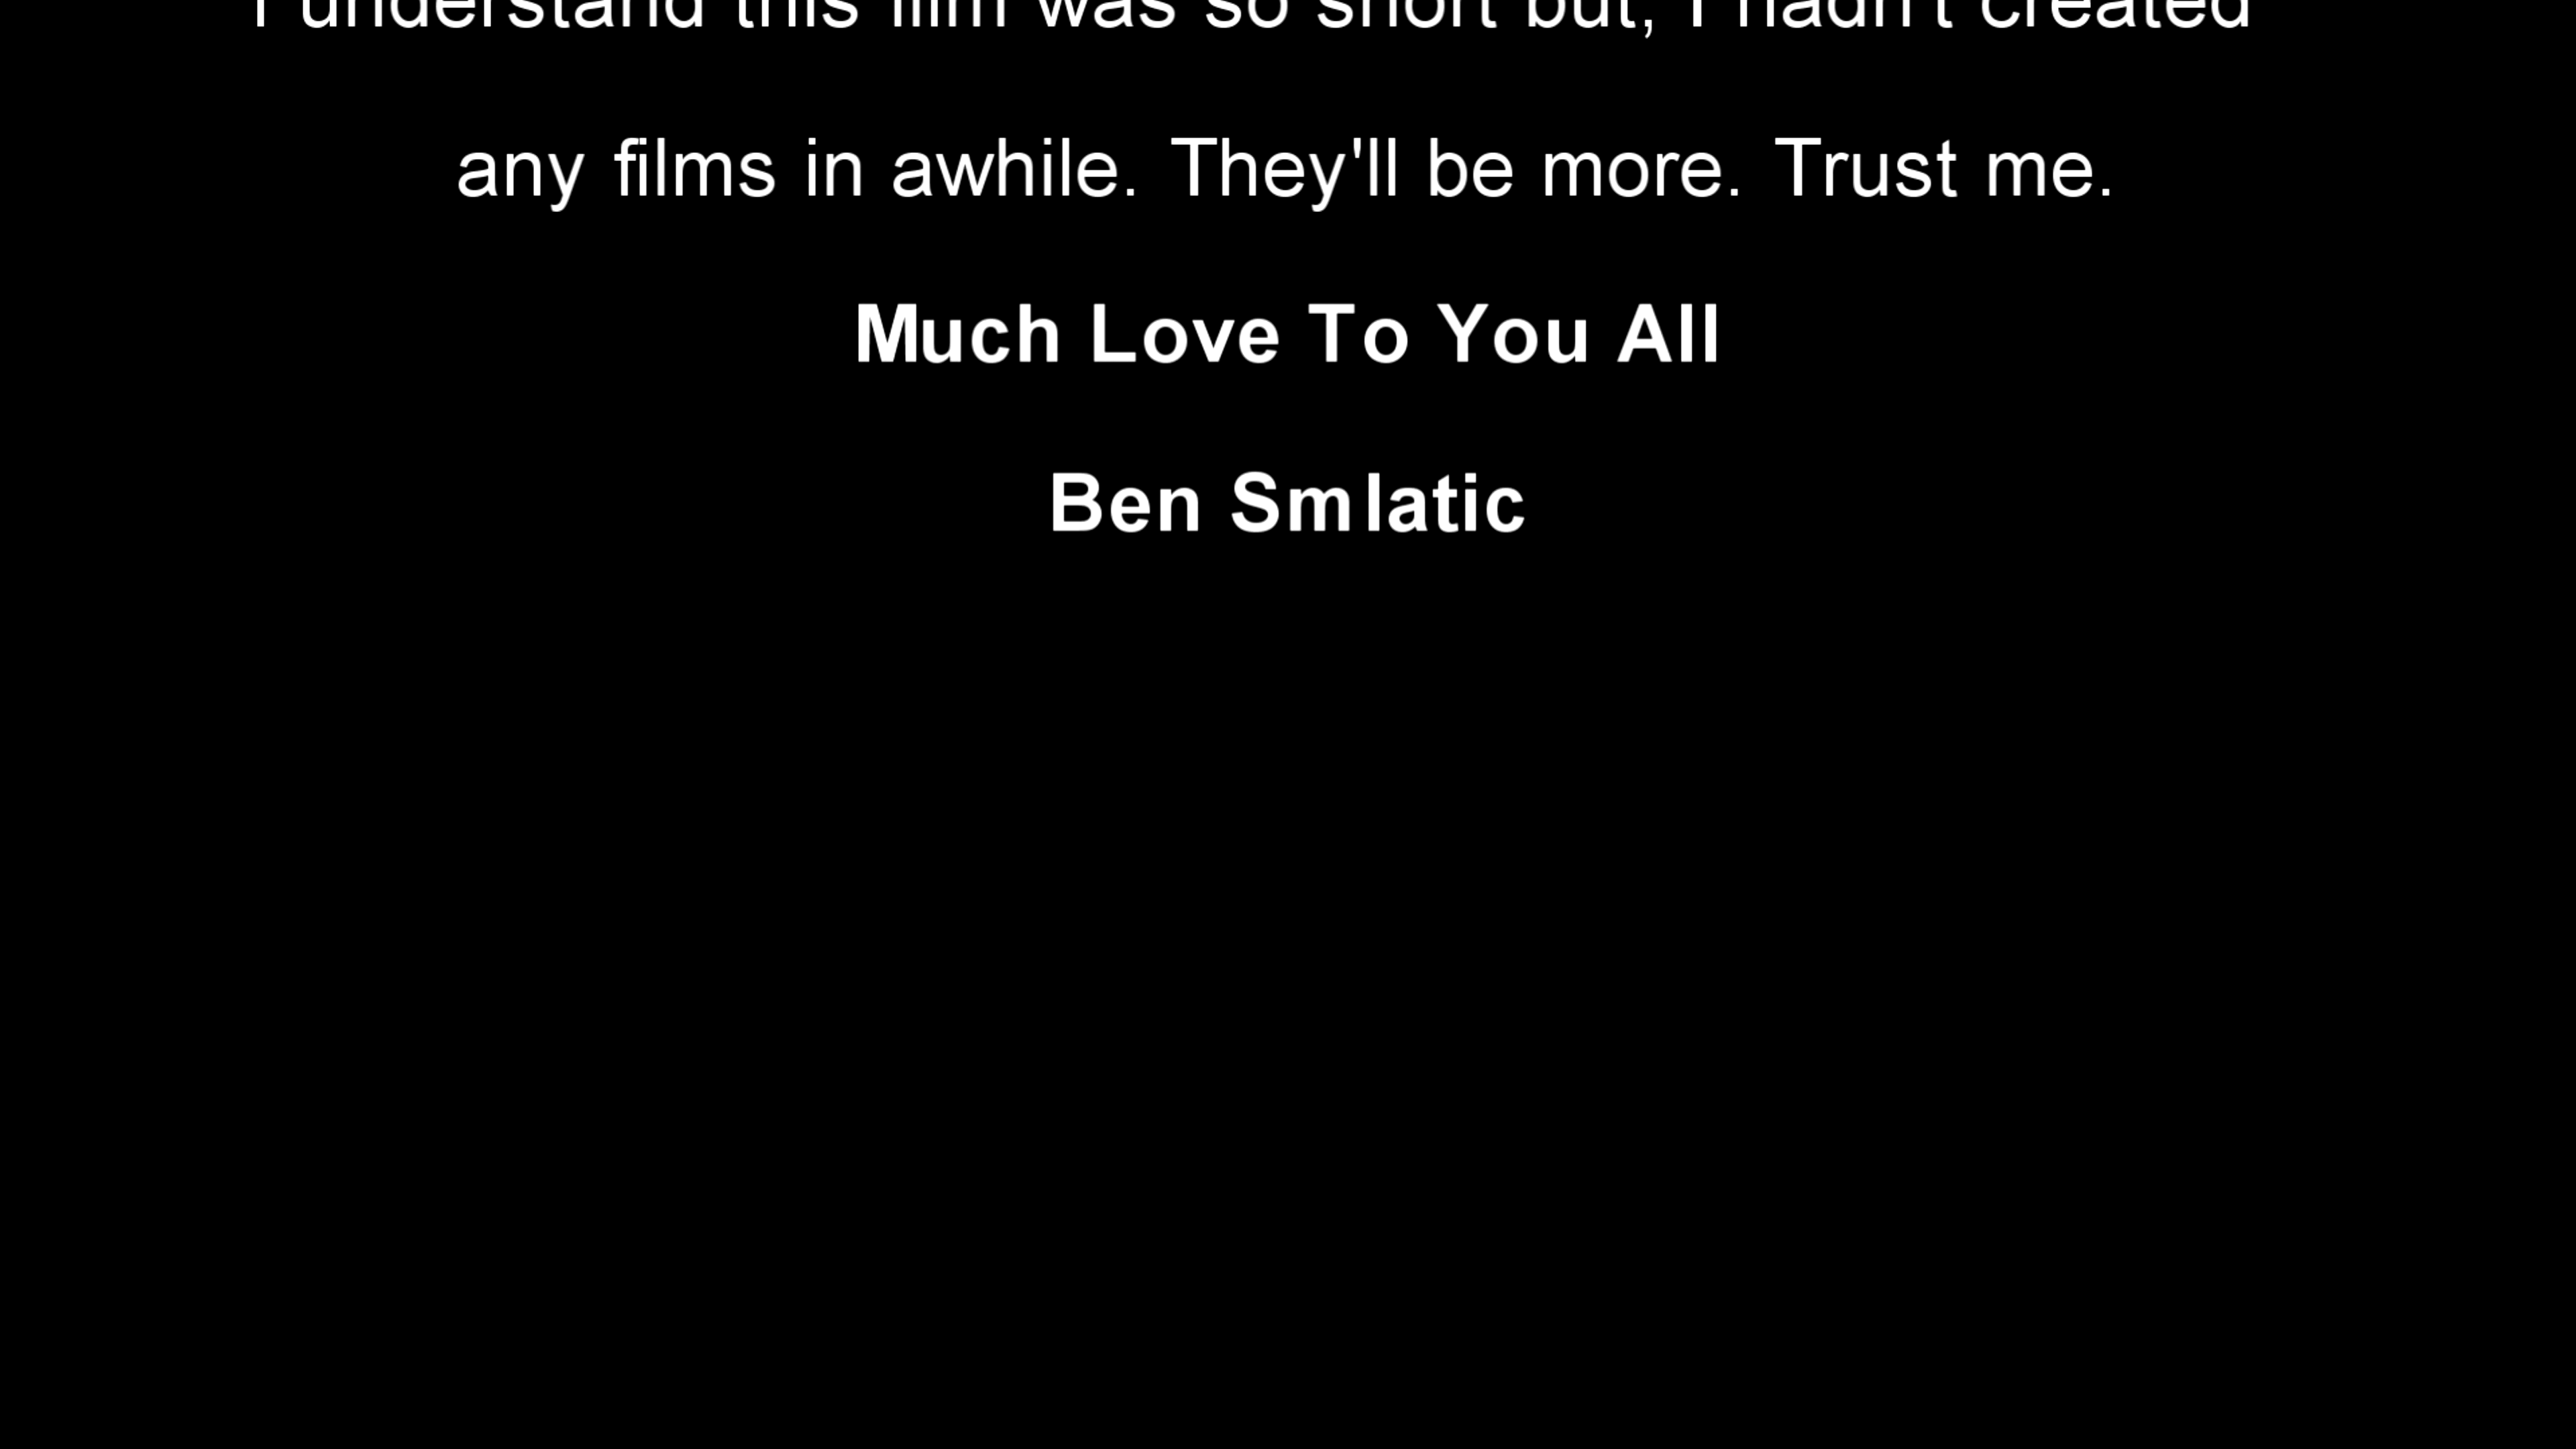 I understand this film was so short but, I hadn't created
any films in awhile. They'll be more. Trust me.
Much Love To You All
Ben Smlatic